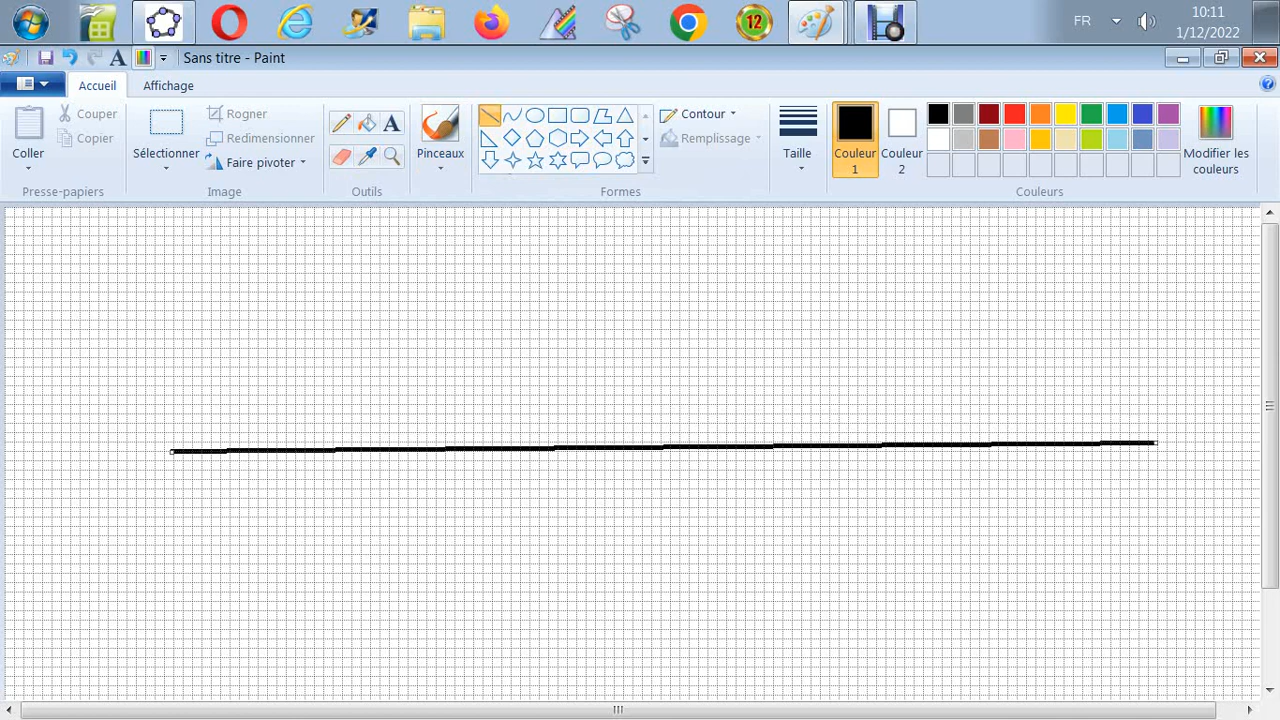 12
FR
10:11
1/12/2022
A
Sans titre - Paint
Accueil
Affichage
?
Coller
Couper
Copier
Presse-papiers
Sélectionner
Rogner
Redimensionner
Faire pivoter
Image
A
Outils
Pinceaux
Contour
Remplissage
Formes
Taille
Couleur
1
Couleur
2
Modifier les
couleurs
Couleurs